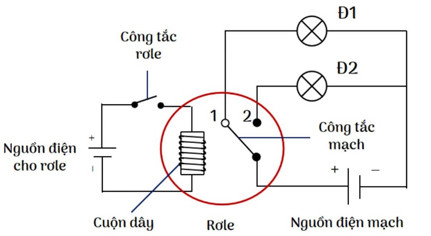 Công tắc
rơle
Đ1
Đ2
1
2
+
–
Nguồn điện
cho rơle
Công tắc
mạch
+
–
Cuộn dây
Rơle
Nguồn điện mạch